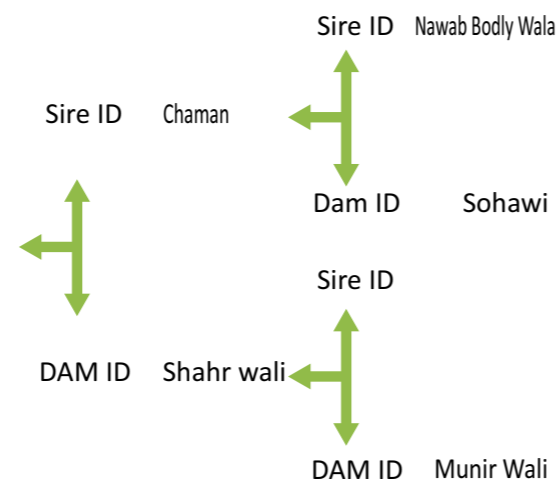 Sire ID Nawab Bodly Wala
Sire ID Chaman
Dam ID Sohawi
Sire ID
DAM ID Shahr wali
DAM ID Munir Wali